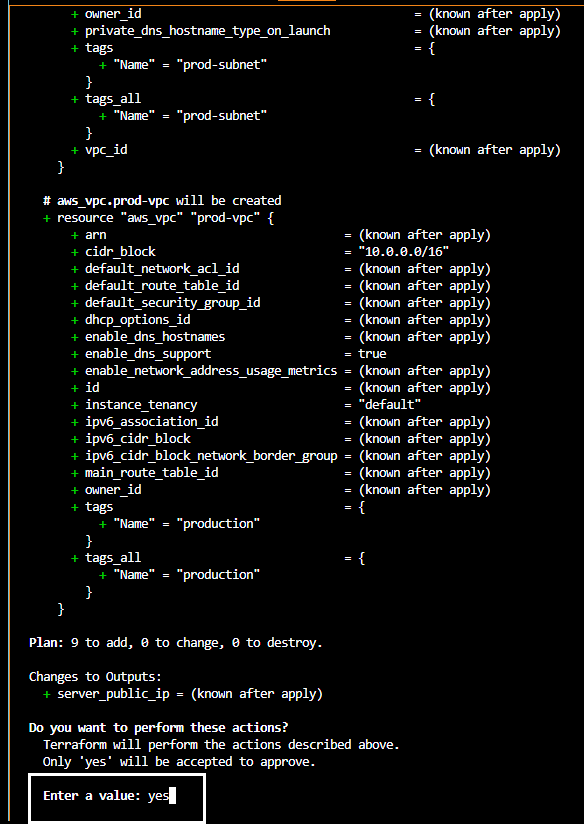 + owner_id = (known after apply)
+ private_dns_hostname_type_on_launch = (known after apply)
+ tags = {
+ "Name" = "prod-subnet"
}
+ tags_all = {
+ "Name" = "prod-subnet"
}
+ vpc_id = (known after apply)
}
# aws_vpc.prod-vpc will be created
+ resource "aws_vpc" "prod-vpc" {
+ arn = (known after apply)
+ cidr_block = "10.0.0.0/16"
+ default_network_acl_id = (known after apply)
+ default_route_table_id = (known after apply)
+ default_security_group_id = (known after apply)
+ dhcp_options_id = (known after apply)
+ enable_dns_hostnames = (known after apply)
+ enable_dns_support = true
+ enable_network_address_usage_metrics = (known after apply)
+ id = (known after apply)
+ instance_tenancy = "default"
+ ipv6_association_id = (known after apply)
+ ipv6_cidr_block = (known after apply)
+ ipv6_cidr_block_network_border_group = (known after apply)
+ main_route_table_id = (known after apply)
+ owner_id = (known after apply)
+ tags = {
+ "Name" = "production"
}
+ tags_all = {
+ "Name" = "production"
}
}
Plan: 9 to add, 0 to change, 0 to destroy.
Changes to Outputs:
+ server_public_ip = (known after apply)
Do you want to perform these actions?
Terraform will perform the actions described above.
Only 'yes' will be accepted to approve.
Enter a value: yes